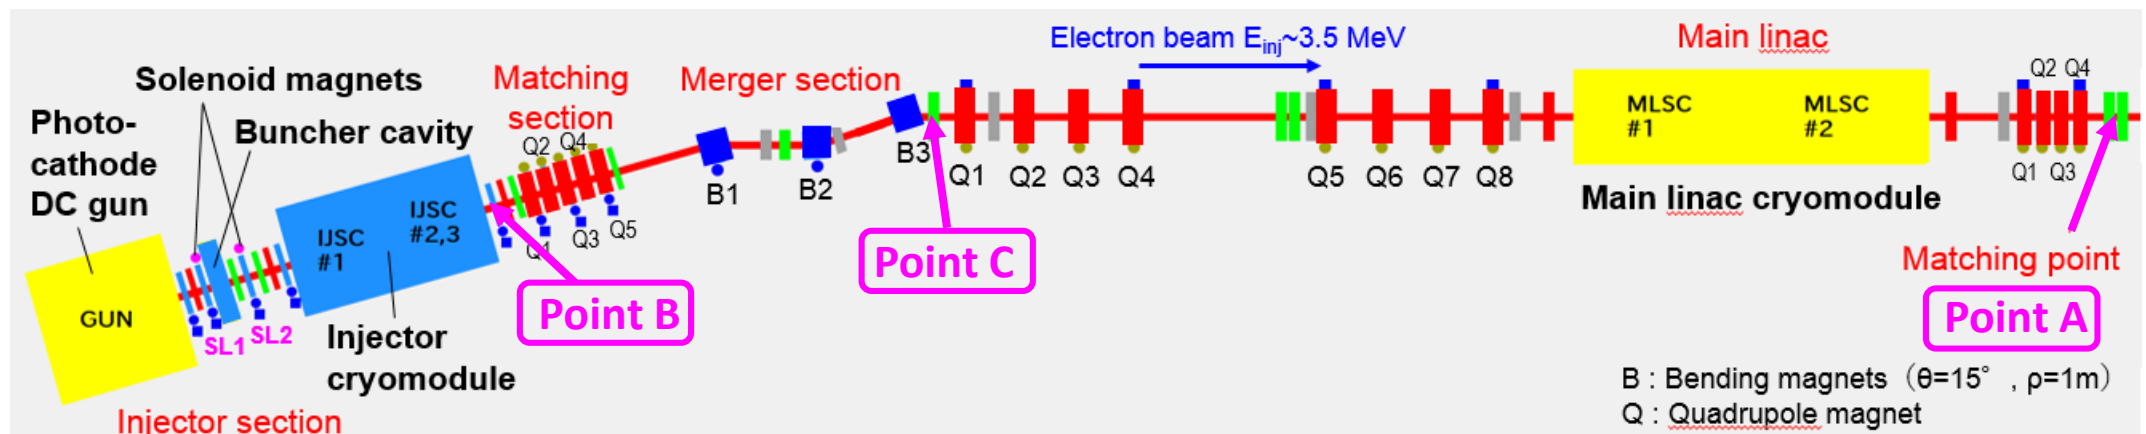 Electron beam Einj~3.5 MeV
Main linac
Solenoid magnets
Matching
section
Merger section
Q2 Q4
Photo-
cathode
DC gun
Buncher cavity
MLSC
#1
MLSC
#2
Q2 Q4
B3
Q1
Q2
Q3
Q4
Q5
Q6
Q7
Q8
Q1 Q3
B1
B2
IJSC
#1
IJSC
#2,3
Q1
Q3
Q5
Main linac cryomodule
Point C
Matching point
Point B
Point A
GUN
SL1
SL2
Injector
cryomodule
Injector section
B : Bending magnets（θ=15°, ρ=1m）
Q : Quadrupole magnet